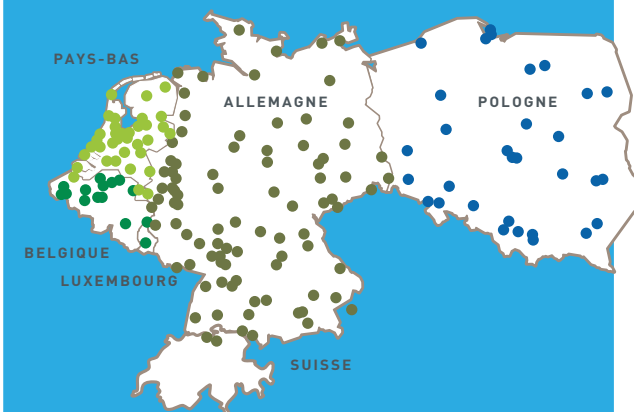 PAYS-BAS
ALLEMAGNE
POLOGNE
BELGIQUE
LUXEMBOURG
SUISSE